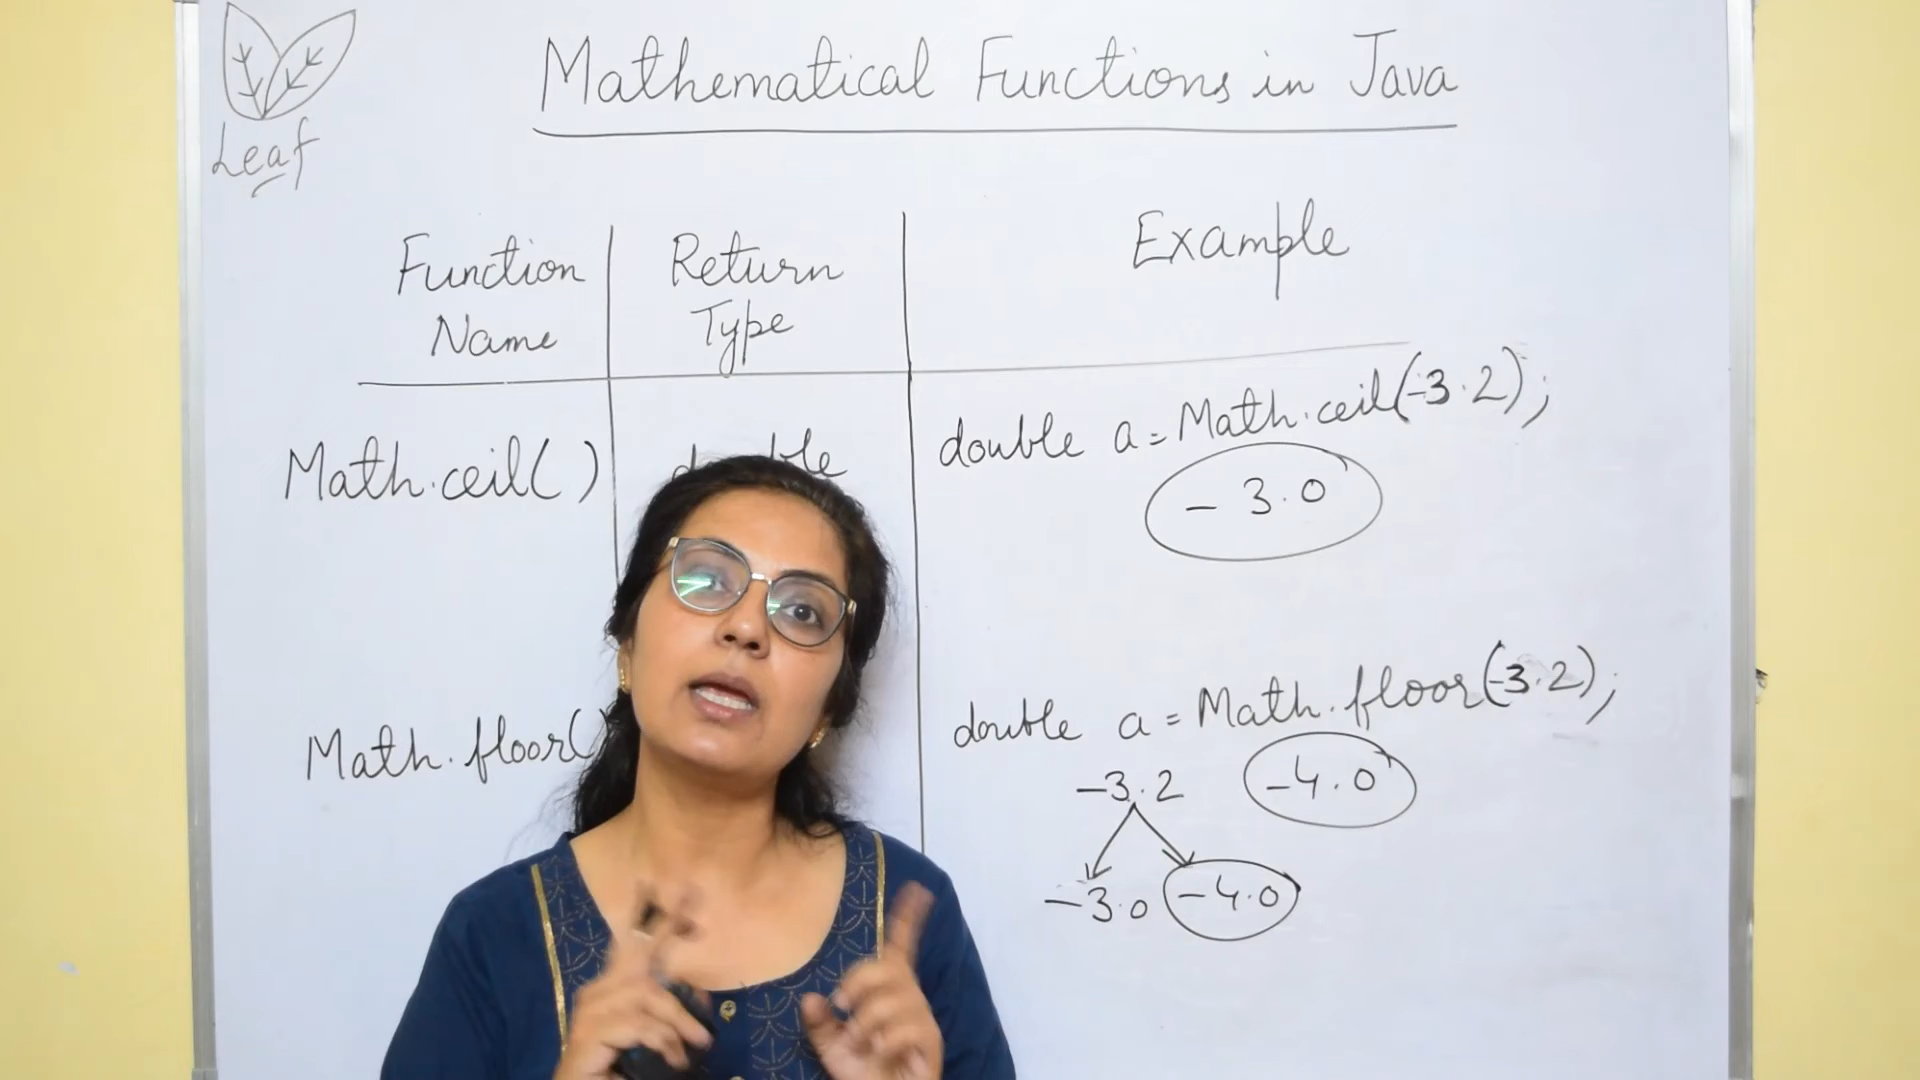 Leaf
Mathematical Functions in Java
Function Name
Return Type
Example
Math.ceil( )
double
double a = Math.ceil(-3.2);
-3.0
Math.floor(
double a = Math.floor(-3.2);
-3.2
-4.0
-3.0
-4.0